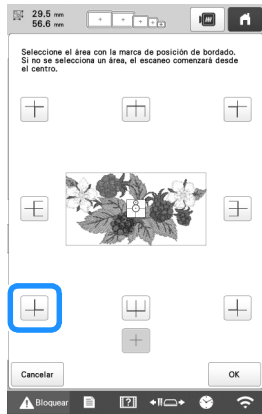 29.5 mm
56.6 mm
Seleccione el área con la marca de posición de bordado.
Si no se selecciona un área, el escaneo comenzará desde
el centro.
Cancelar
OK
Bloquear